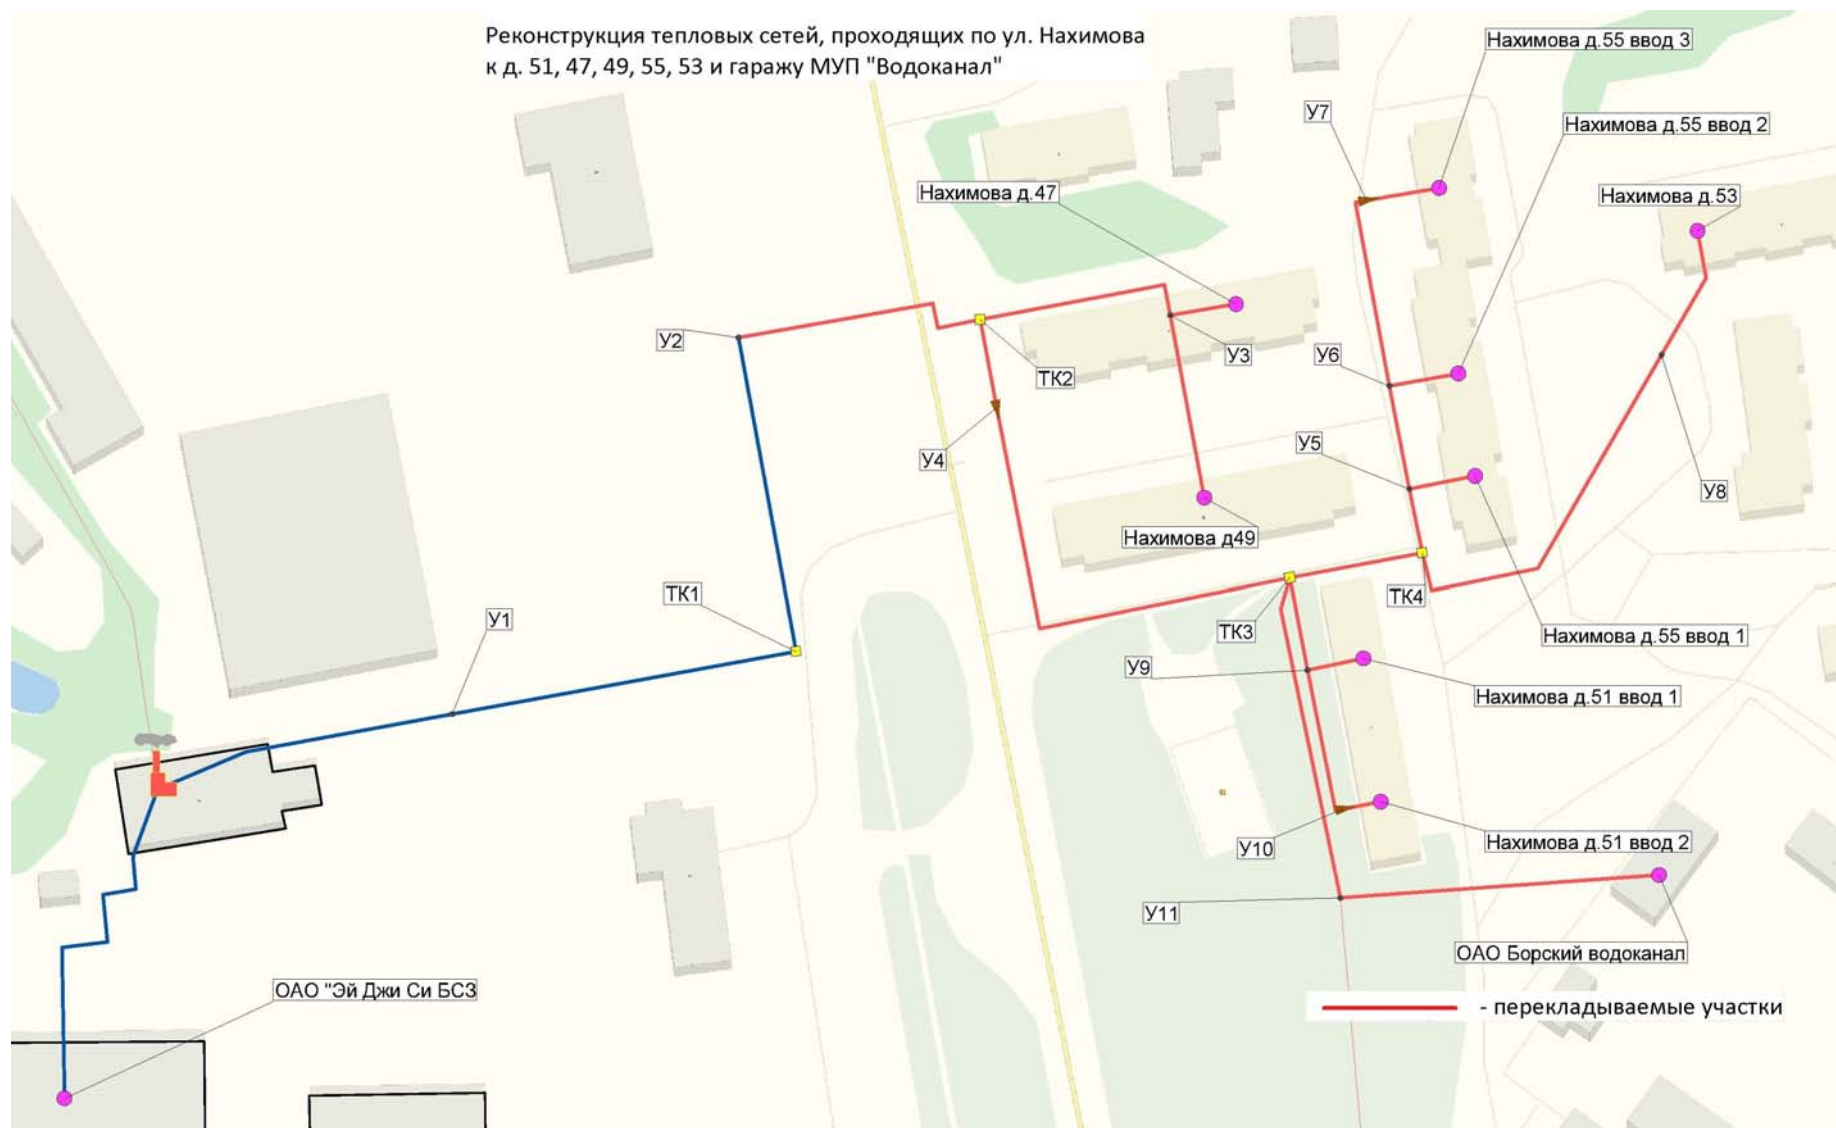 Реконструкция тепловых сетей, проходящих по ул. Нахимова
к д. 51, 47, 49, 55, 53 и гаражу МУП "Водоканал"
Нахимова д.55 ввод 3
У7
Нахимова д.55 ввод 2
Нахимова д.47
Нахимова д.53
У2
У3
У6
ТК2
У4
У5
У8
Нахимова д49
ТК1
ТК4
У1
ТК3
Нахимова д.55 ввод 1
У9
Нахимова д.51 ввод 1
У10
Нахимова д.51 ввод 2
У11
ОАО Борский водоканал
ОАО "Эй Джи Си БСЗ
- перекладываемые участки